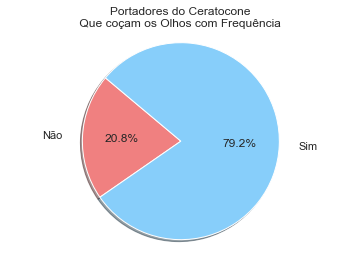 Portadores do Ceratocone
Que coçam os Olhos com Frequência
Não
20.8%
79.2%
Sim